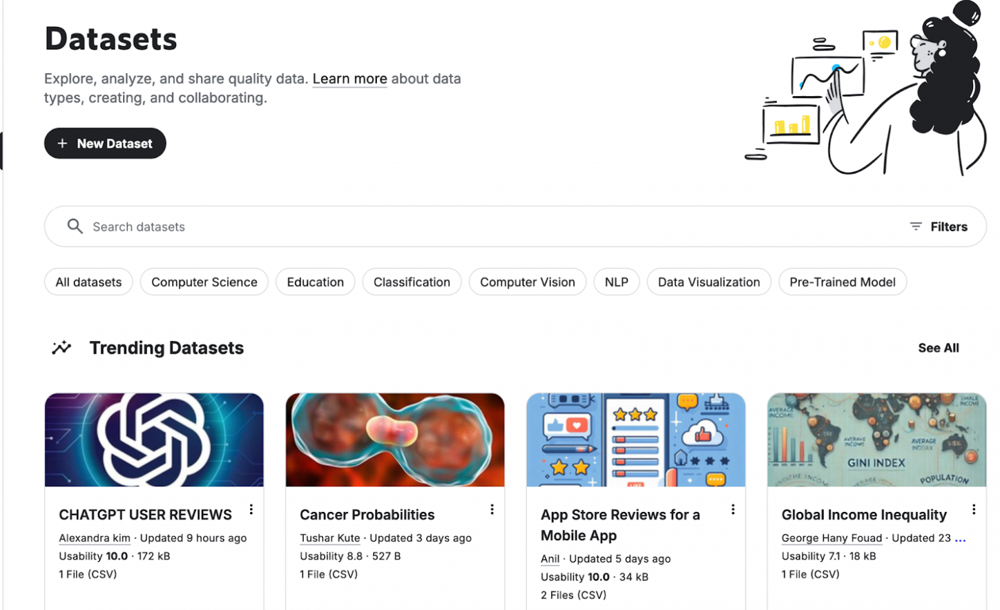 Datasets
Explore, analyze, and share quality data. Learn more about data
types, creating, and collaborating.
+ New Dataset
Search datasets
Filters
All datasets
Computer Science
Education
Classification
Computer Vision
NLP
Data Visualization
Pre-Trained Model
Trending Datasets
See All
AVERAGE
INCOME
INCOME
AVERAGE
INCOME
AVERAGE
GINI INDEX
POPULATION
LIKE
CHATGPT USER REVIEWS
Alexandra kim · Updated 9 hours ago
Usability 10.0 · 172 kB
1 File (CSV)
Cancer Probabilities
Tushar Kute · Updated 3 days ago
Usability 8.8 · 527 B
1 File (CSV)
App Store Reviews for a
Mobile App
Anil · Updated 5 days ago
Usability 10.0 · 34 kB
2 Files (CSV)
Global Income Inequality
George Hany Fouad · Updated 23 ...
Usability 7.1 · 18 kB
1 File (CSV)